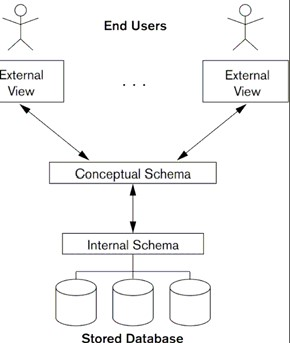 End Users
External
View
. . .
External
View
Conceptual Schema
Internal Schema
Stored Database